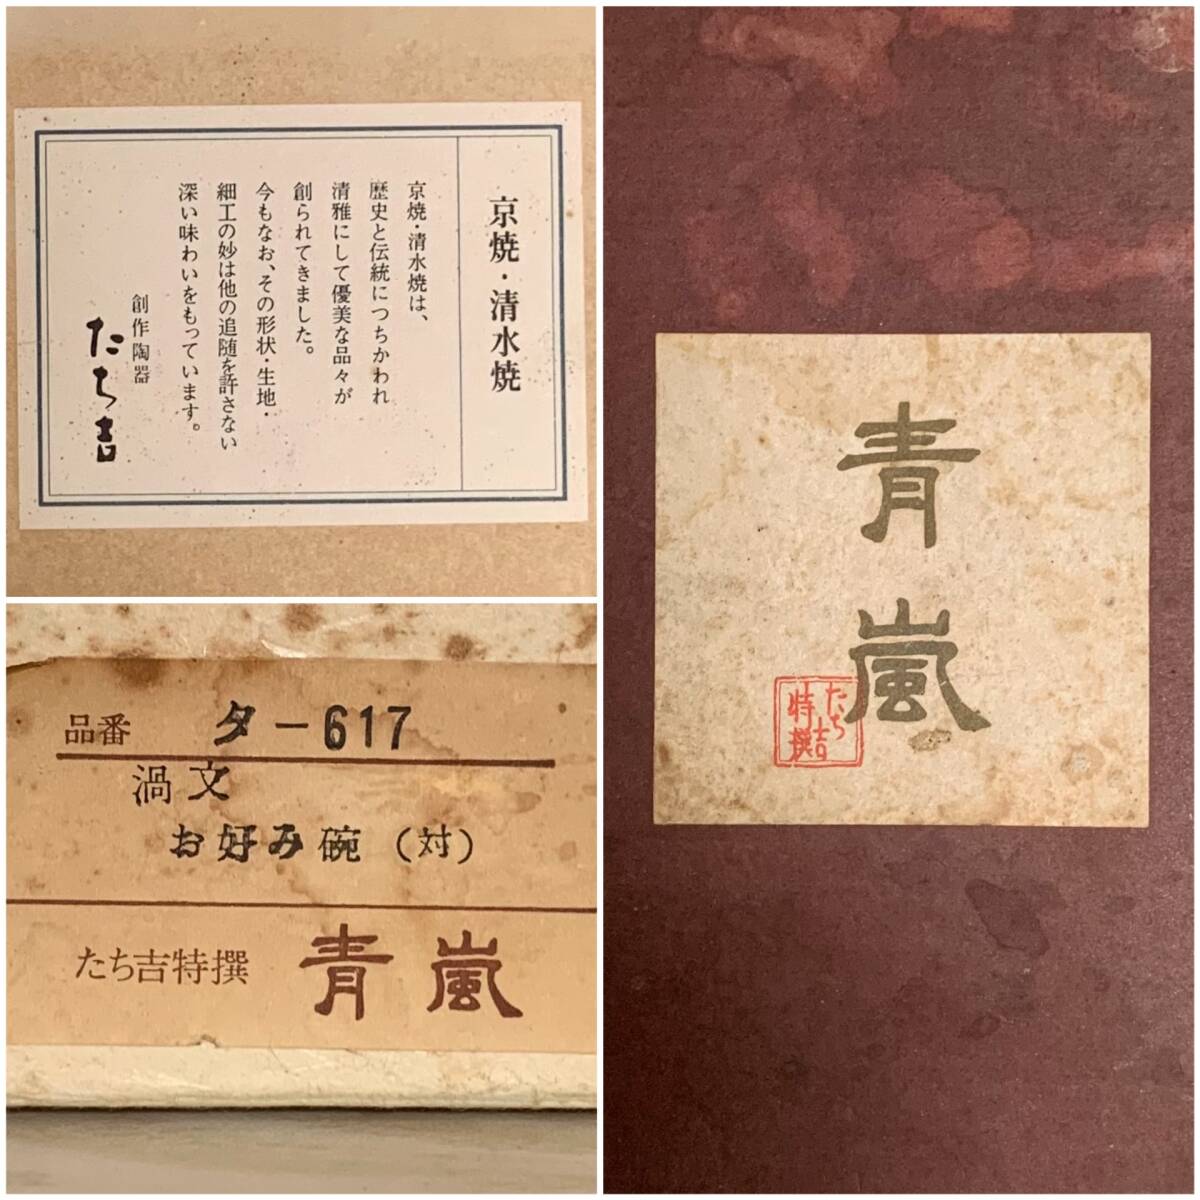 京焼・清水焼
京焼・清水焼は、
歴史と伝統につちかわれ
清雅にして優美な品々が
創られてきました。
今もなお、その形状・生地・
細工の妙は他の追随を許さない
深い味わいをもっています。
創作陶器
たち吉
品番 タ-617
渦文
お好み碗(対)
たち吉特撰 青嵐
青嵐
たち吉
特撰